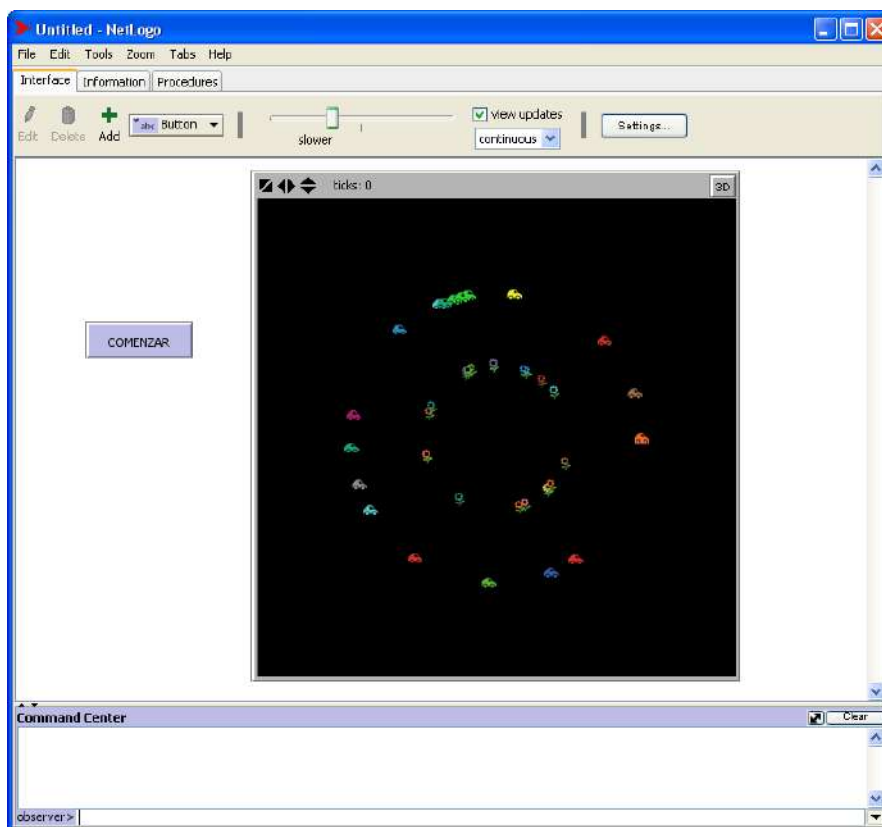 Untitled - NetLogo
File Edit Tools Zoom Tabs Help
Interface Information Procedures
Edit Delete Add abc Button slower view updates continuous Settings...
ticks: 0 3D
COMENZAR
Command Center Clear
observer>